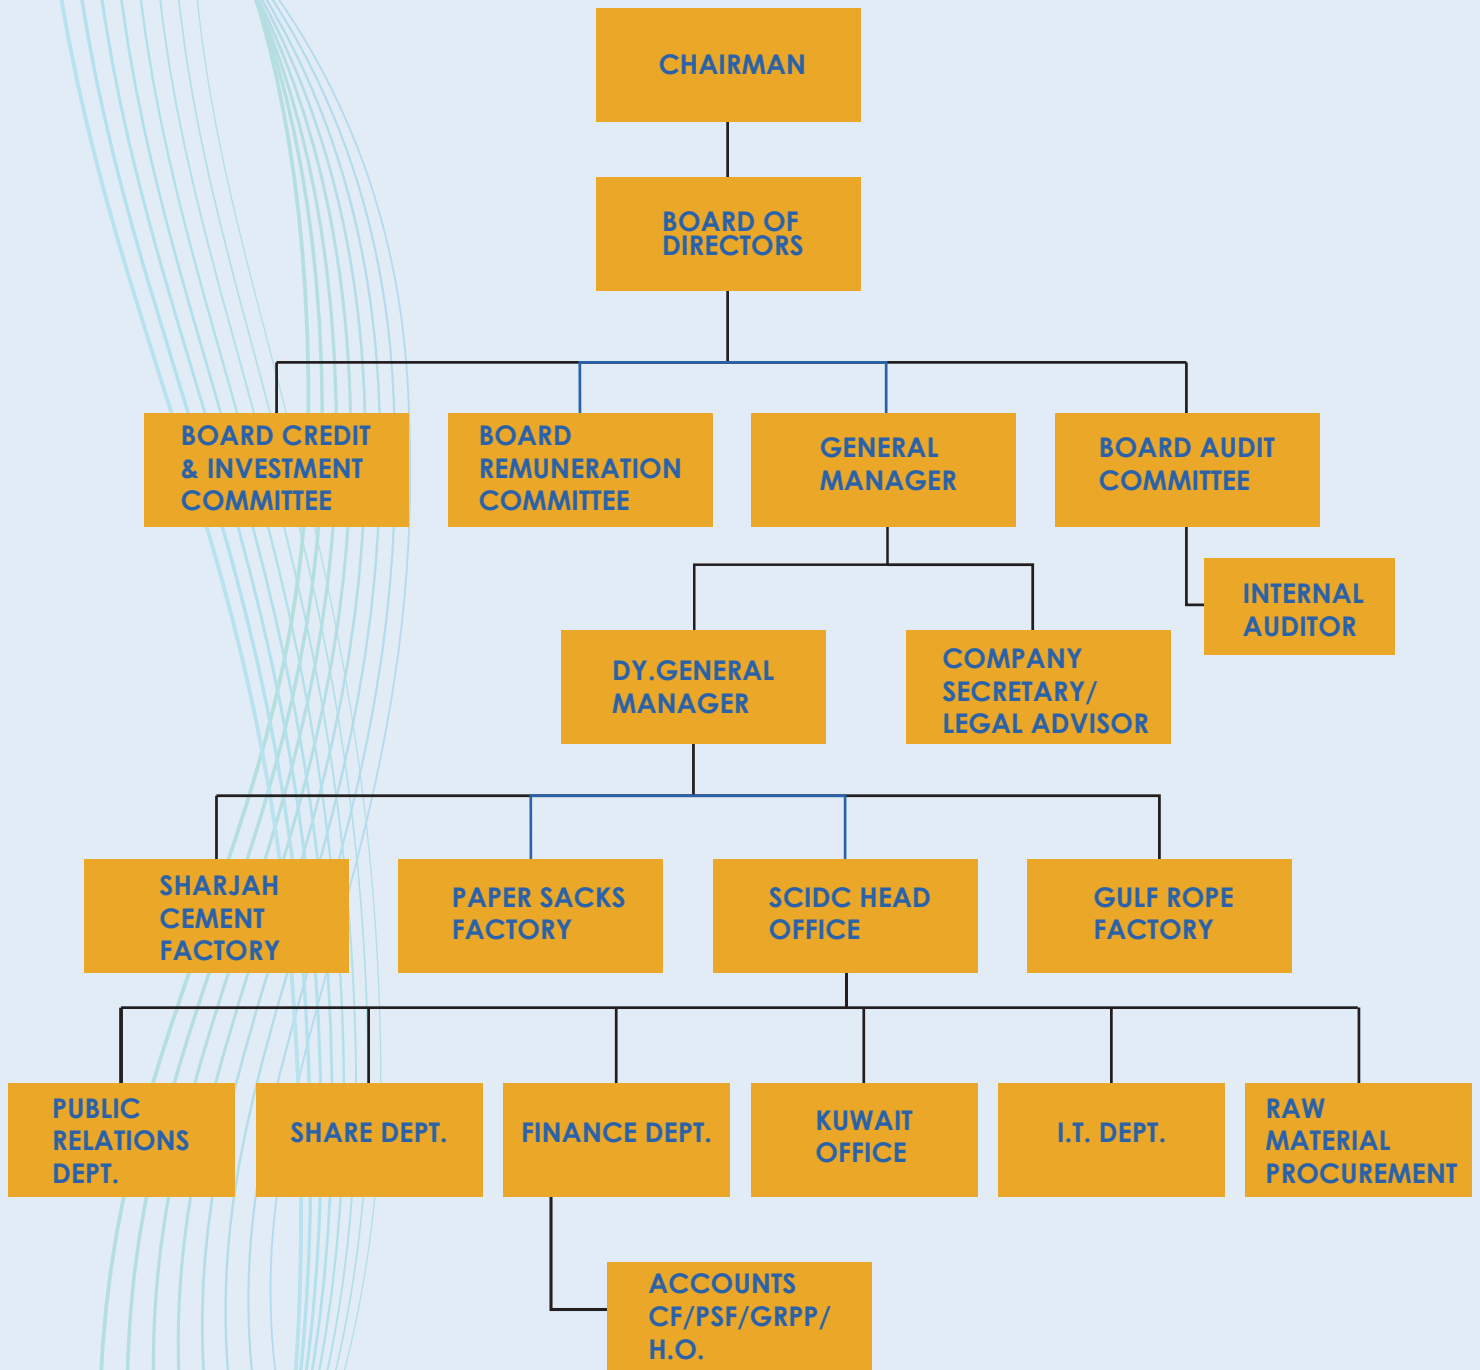 CHAIRMAN
BOARD OF
DIRECTORS
BOARD CREDIT
& INVESTMENT
COMMITTEE
BOARD
REMUNERATION
COMMITTEE
GENERAL
MANAGER
BOARD AUDIT
COMMITTEE
INTERNAL
AUDITOR
DY.GENERAL
MANAGER
COMPANY
SECRETARY/
LEGAL ADVISOR
SHARJAH
CEMENT
FACTORY
PAPER SACKS
FACTORY
SCIDC HEAD
OFFICE
GULF ROPE
FACTORY
PUBLIC
RELATIONS
DEPT.
SHARE DEPT.
FINANCE DEPT.
KUWAIT
OFFICE
I.T. DEPT.
RAW
MATERIAL
PROCUREMENT
ACCOUNTS
CF/PSF/GRPP/
H.O.